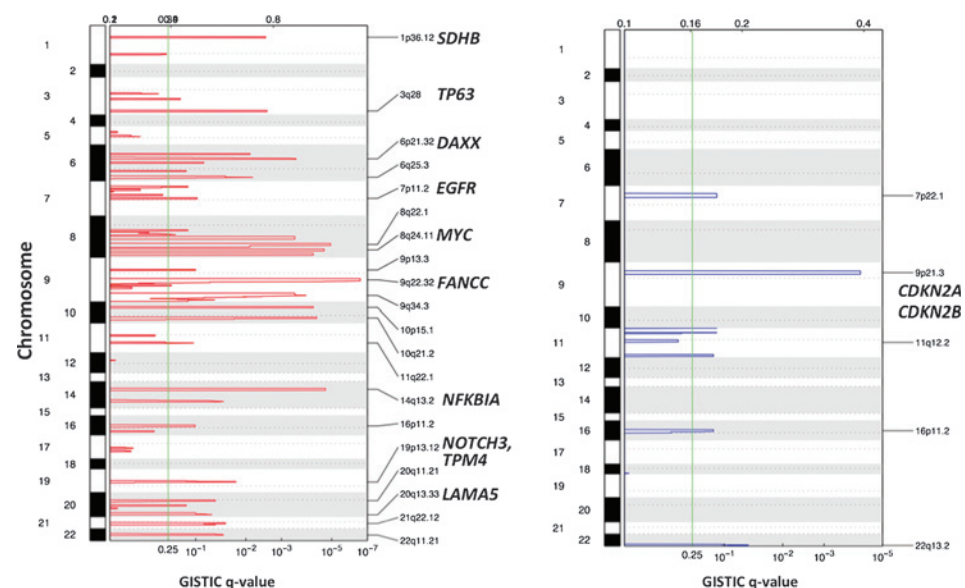 0.2 0.80 0.8
0.1 0.16 0.2 0.4
Chromosome
1
2
3
4
5
6
7
8
9
10
11
12
13
14
15
16
17
18
19
20
21
22
1p36.12 SDHB
3q28 TP63
6p21.32 DAXX
6q25.3
7p11.2 EGFR
8q22.1
8q24.11 MYC
9p13.3
9q22.32 FANCC
9q34.3
10p15.1
10q21.2
11q22.1
14q13.2 NFKBIA
16p11.2
19p13.12 NOTCH3,
TPM4
20q11.21
20q13.33 LAMA5
21q22.12
22q11.21
0.25 10⁻¹ 10⁻³ 10⁻⁵ 10⁻⁷
GISTIC q-value
1
2
3
4
5
6
7
8
9
10
11
12
13
14
15
16
17
18
19
20
21
22
7p22.1
9p21.3
CDKN2A
CDKN2B
11q12.2
16p11.2
22q13.2
0.25 10⁻¹ 10⁻² 10⁻³ 10⁻⁵
GISTIC q-value